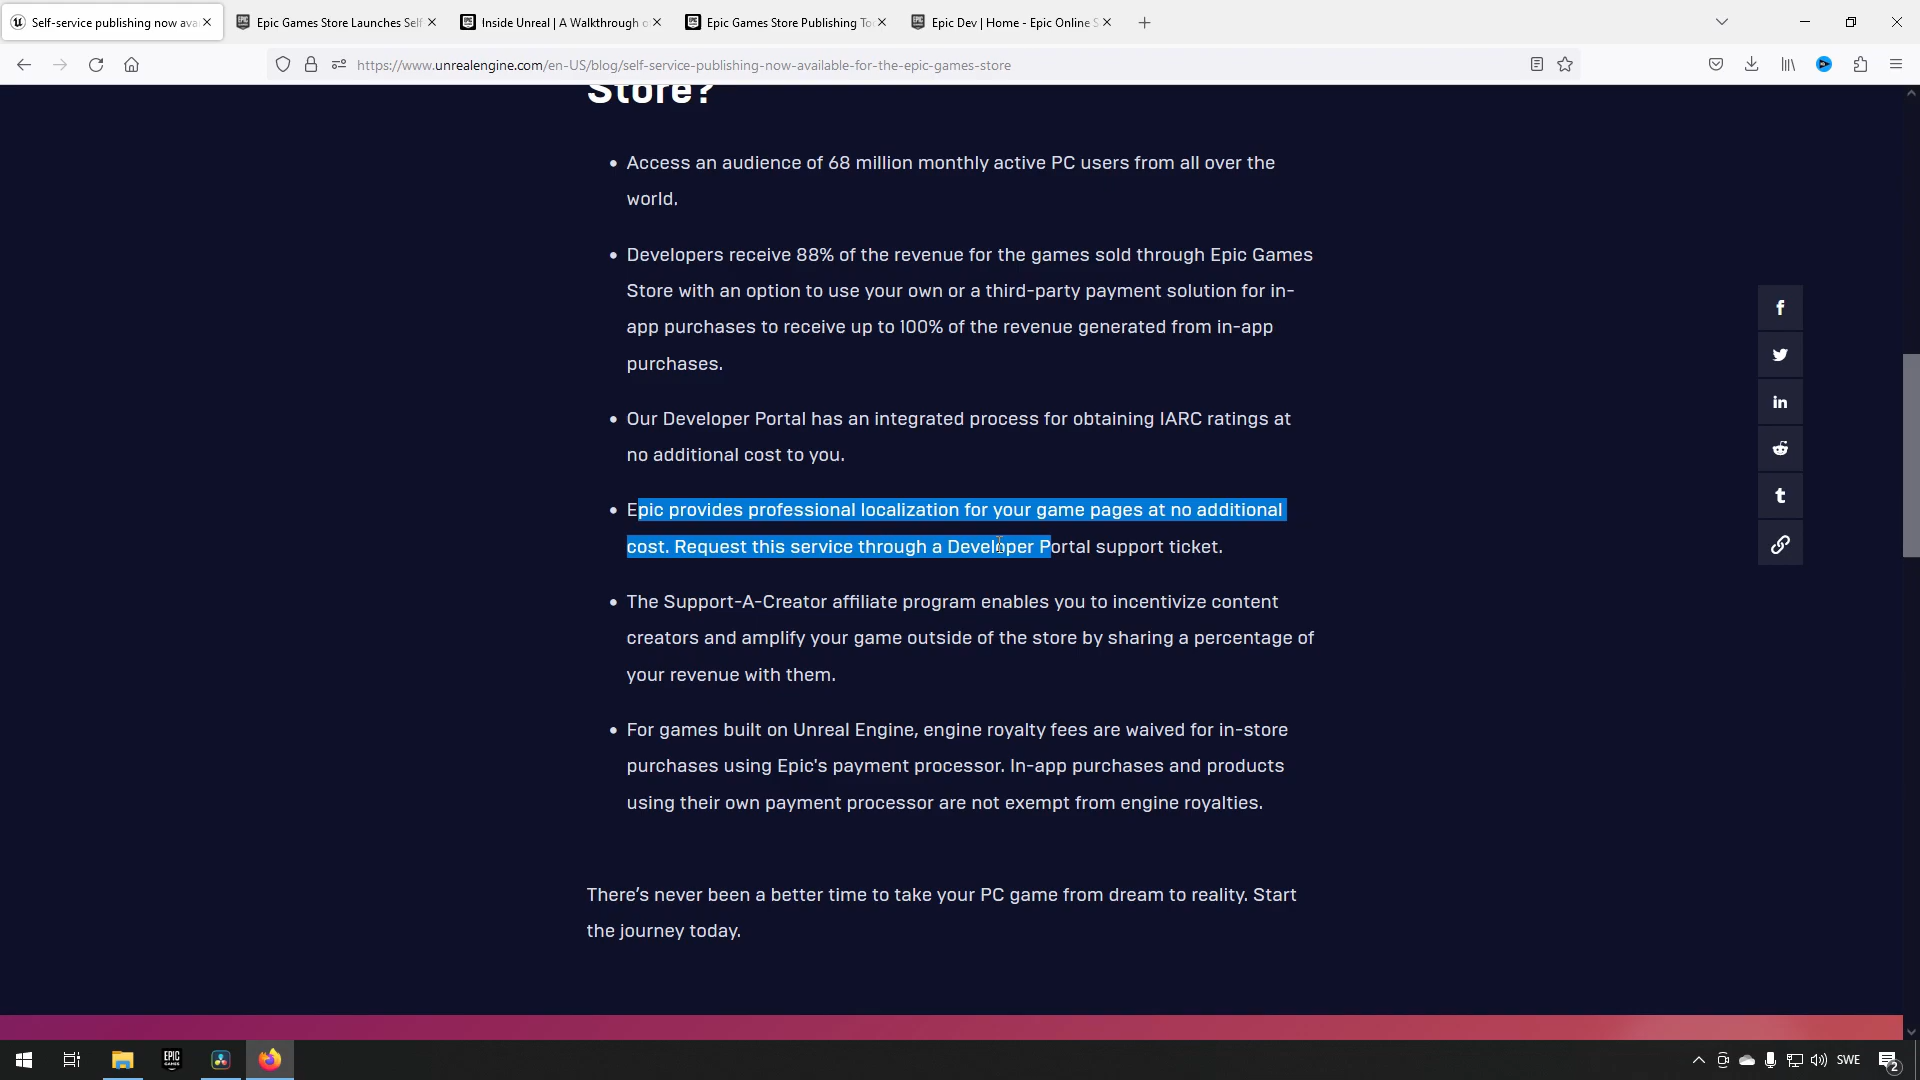 Self-service publishing now ava
Epic Games Store Launches Self
Inside Unreal | A Walkthrough o
Epic Games Store Publishing Too
Epic Dev | Home - Epic Online S
https://www.unrealengine.com/en-US/blog/self-service-publishing-now-available-for-the-epic-games-store
Store?
• Access an audience of 68 million monthly active PC users from all over the
world.
• Developers receive 88% of the revenue for the games sold through Epic Games
Store with an option to use your own or a third-party payment solution for in-
app purchases to receive up to 100% of the revenue generated from in-app
purchases.
• Our Developer Portal has an integrated process for obtaining IARC ratings at
no additional cost to you.
• Epic provides professional localization for your game pages at no additional
cost. Request this service through a Developer Portal support ticket.
• The Support-A-Creator affiliate program enables you to incentivize content
creators and amplify your game outside of the store by sharing a percentage of
your revenue with them.
• For games built on Unreal Engine, engine royalty fees are waived for in-store
purchases using Epic's payment processor. In-app purchases and products
using their own payment processor are not exempt from engine royalties.
There's never been a better time to take your PC game from dream to reality. Start
the journey today.
EPIC
GAMES
SWE
2